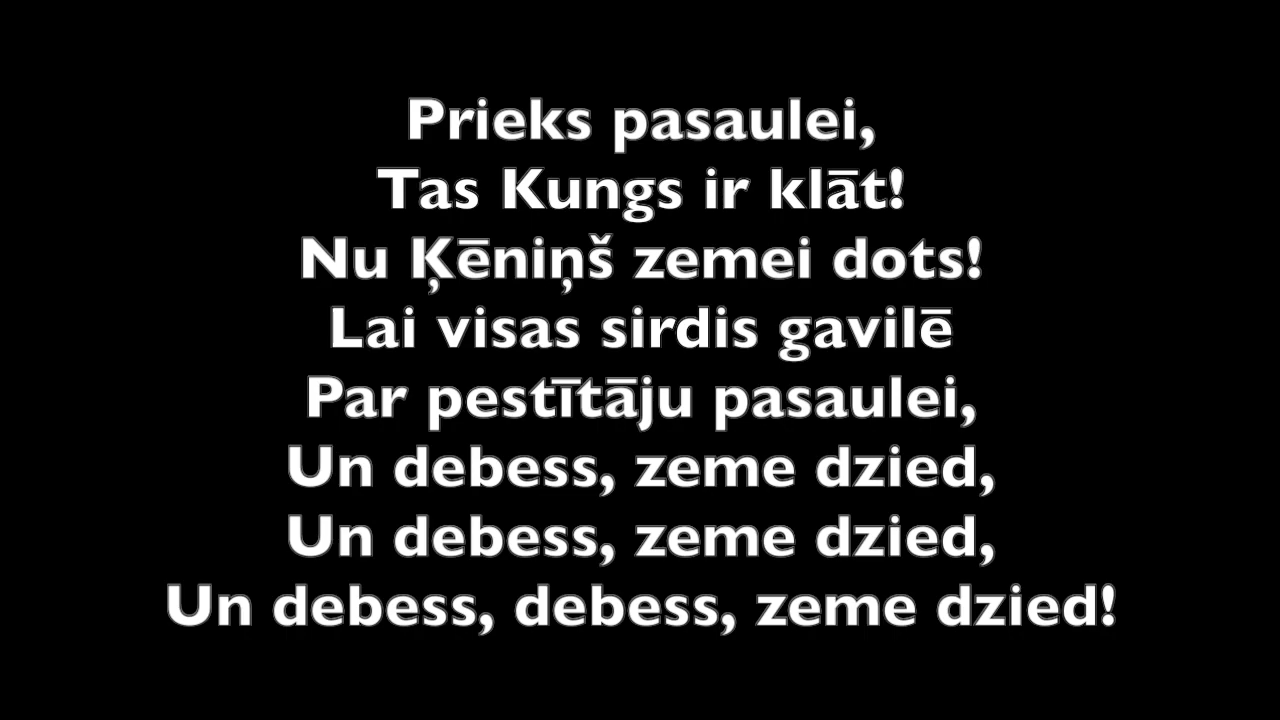 Prieks pasaulei,
Tas Kungs ir klāt!
Nu Ķēniņš zemei dots!
Lai visas sirdis gavilē
Par pestītāju pasaulei,
Un debess, zeme dzied,
Un debess, zeme dzied,
Un debess, debess, zeme dzied!